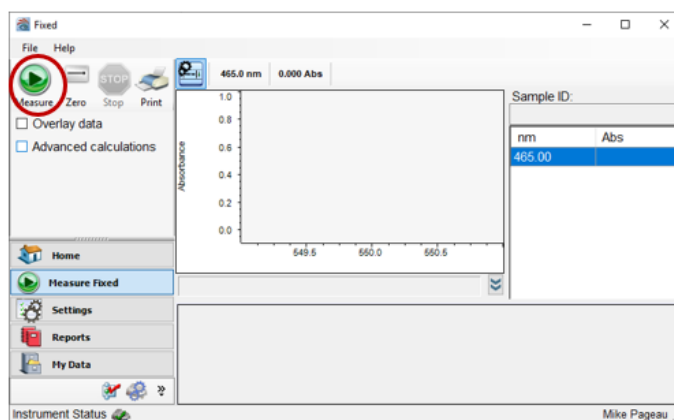 Fixed
File Help
465.0 nm 0.000 Abs
STOP
Measure Zero Stop Print
Overlay data
Advanced calculations
Absorbance
1.0
0.8
0.6
0.4
0.2
0.0
549.5 550.0 550.5
Sample ID:
nm Abs
465.00
Home
Measure Fixed
Settings
Reports
My Data
Instrument Status
Mike Pageau